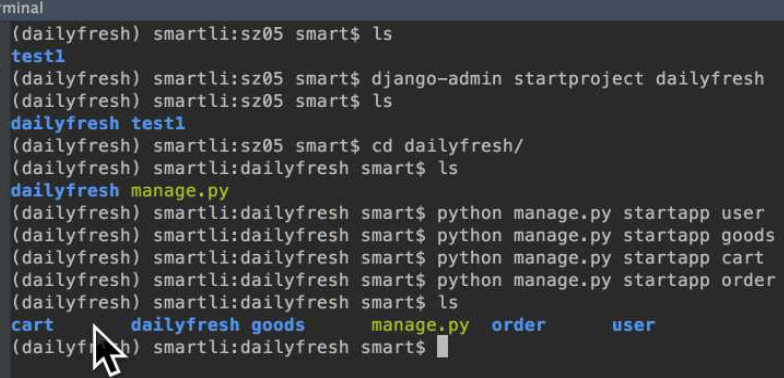 rminal
(dailyfresh) smartli:sz05 smart$ ls
test1
(dailyfresh) smartli:sz05 smart$ django-admin startproject dailyfresh
(dailyfresh) smartli:sz05 smart$ ls
dailyfresh test1
(dailyfresh) smartli:sz05 smart$ cd dailyfresh/
(dailyfresh) smartli:dailyfresh smart$ ls
dailyfresh manage.py
(dailyfresh) smartli:dailyfresh smart$ python manage.py startapp user
(dailyfresh) smartli:dailyfresh smart$ python manage.py startapp goods
(dailyfresh) smartli:dailyfresh smart$ python manage.py startapp cart
(dailyfresh) smartli:dailyfresh smart$ python manage.py startapp order
(dailyfresh) smartli:dailyfresh smart$ ls
cart dailyfresh goods manage.py order user
(dailyfresh) smartli:dailyfresh smart$